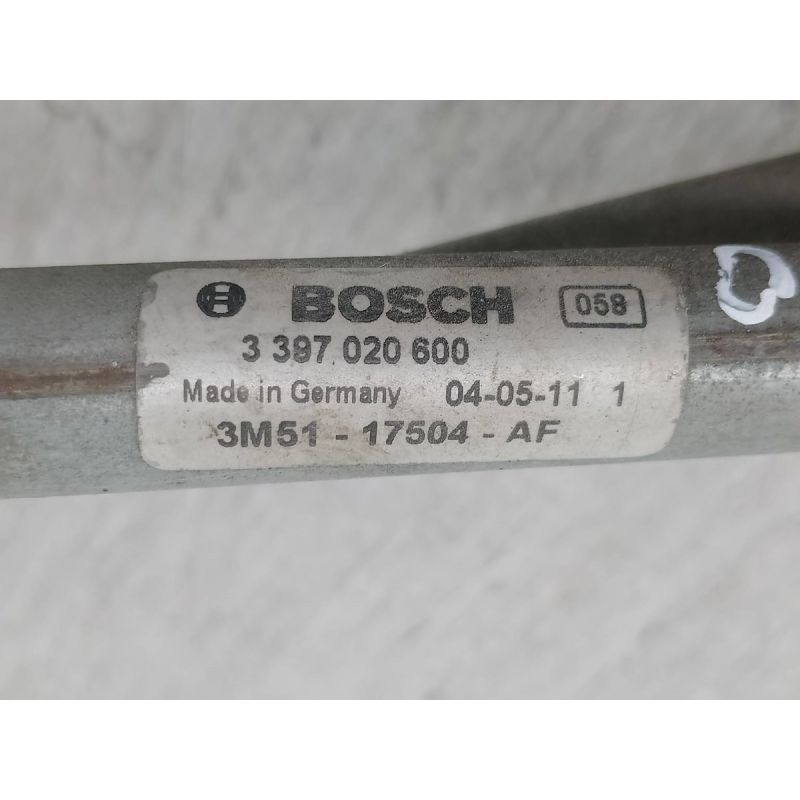 BOSCH 058
3 397 020 600
Made in Germany 04-05-11 1
3M51 - 17504 - AF